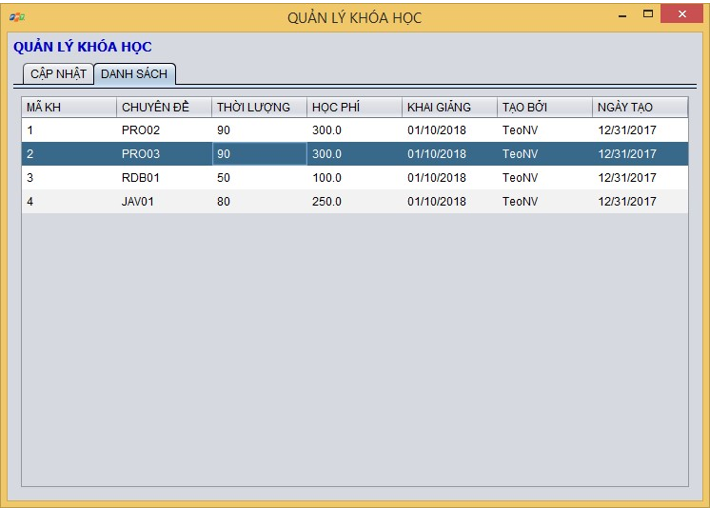 QUẢN LÝ KHÓA HỌC
QUẢN LÝ KHÓA HỌC
CẬP NHẬT DANH SÁCH
MÃ KH CHUYÊN ĐỀ THỜI LƯỢNG HỌC PHÍ KHAI GIẢNG TẠO BỞI NGÀY TẠO
1 PRO02 90 300.0 01/10/2018 TeoNV 12/31/2017
2 PRO03 90 300.0 01/10/2018 TeoNV 12/31/2017
3 RDB01 50 100.0 01/10/2018 TeoNV 12/31/2017
4 JAV01 80 250.0 01/10/2018 TeoNV 12/31/2017